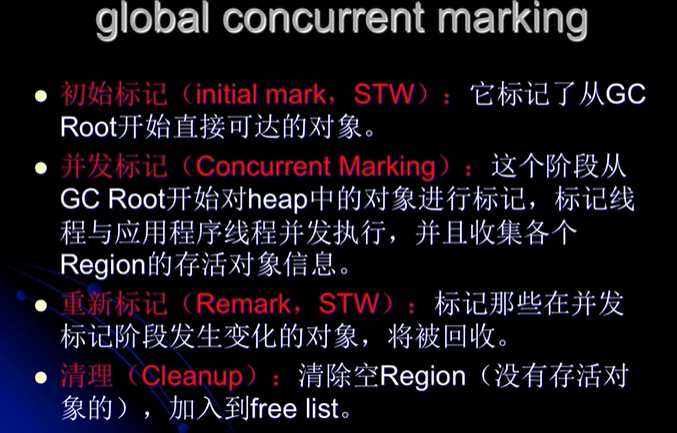 global concurrent marking
初始标记（initial mark，STW）：它标记了从GC
Root开始直接可达的对象。
并发标记（Concurrent Marking）：这个阶段从
GC Root开始对heap中的对象进行标记，标记线
程与应用程序线程并发执行，并且收集各个
Region的存活对象信息。
重新标记（Remark，STW）：标记那些在并发
标记阶段发生变化的对象，将被回收。
清理（Cleanup）：清除空Region（没有存活对
象的），加入到free list。